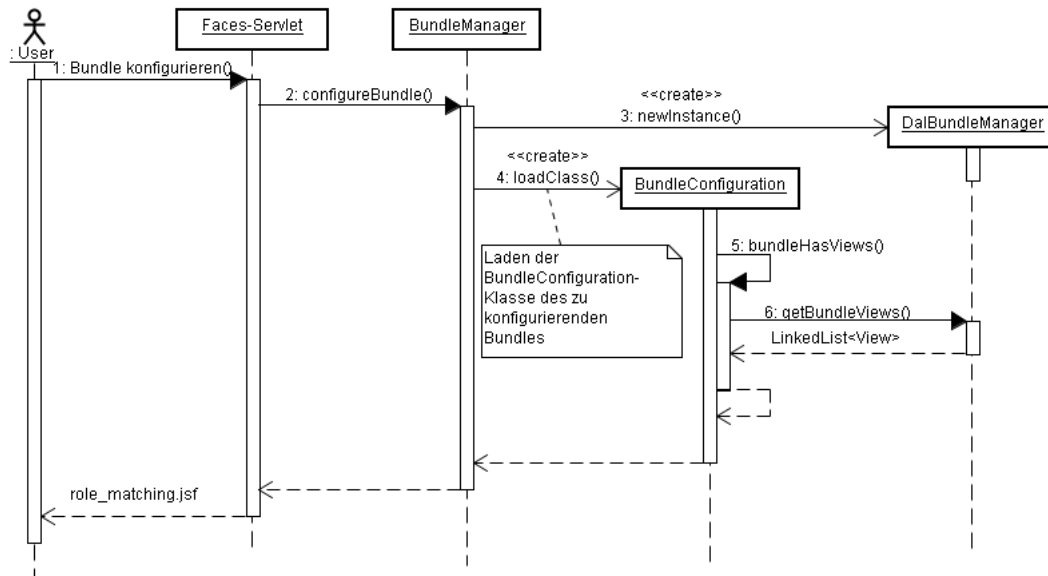 : User
Faces-Servlet
BundleManager
1: Bundle konfigurieren()
2: configureBundle()
<<create>>
3: newInstance()
DalBundleManager
<<create>>
4: loadClass()
BundleConfiguration
Laden der
BundleConfiguration-
Klasse des zu
konfigurierenden
Bundles
5: bundleHasViews()
6: getBundleViews()
LinkedList<View>
role_matching.jsf